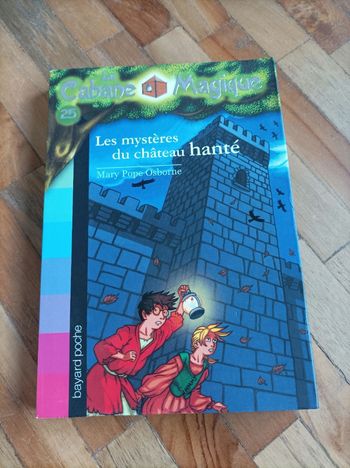 La
Cabane Magique
25
Les mystères
du château hanté
Mary Pope Osborne
bayard poche